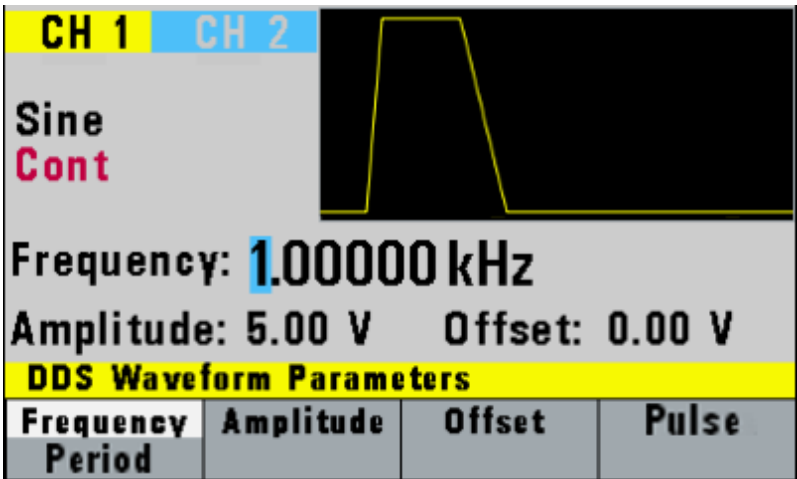 CH 1 CH 2
Sine
Cont
Frequency: 1.00000 kHz
Amplitude: 5.00 V Offset: 0.00 V
DDS Waveform Parameters
Frequency Amplitude Offset Pulse
Period